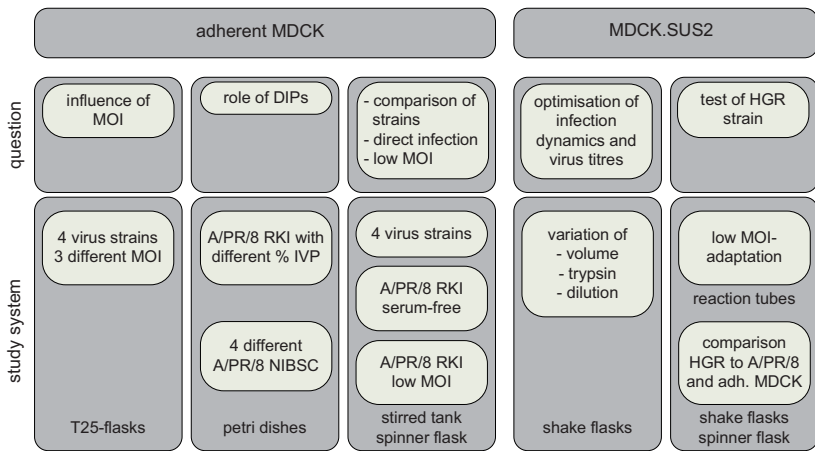 adherent MDCK
MDCK.SUS2
question
influence of
MOI
role of DIPs
- comparison of
strains
- direct infection
- low MOI
optimisation of
infection
dynamics and
virus titres
test of HGR
strain
study system
4 virus strains
3 different MOI
T25-flasks
A/PR/8 RKI with
different % IVP
4 different
A/PR/8 NIBSC
petri dishes
4 virus strains
A/PR/8 RKI
serum-free
A/PR/8 RKI
low MOI
stirred tank
spinner flask
variation of
- volume
- trypsin
- dilution
shake flasks
low MOI-
adaptation
reaction tubes
comparison
HGR to A/PR/8
and adh. MDCK
shake flasks
spinner flask